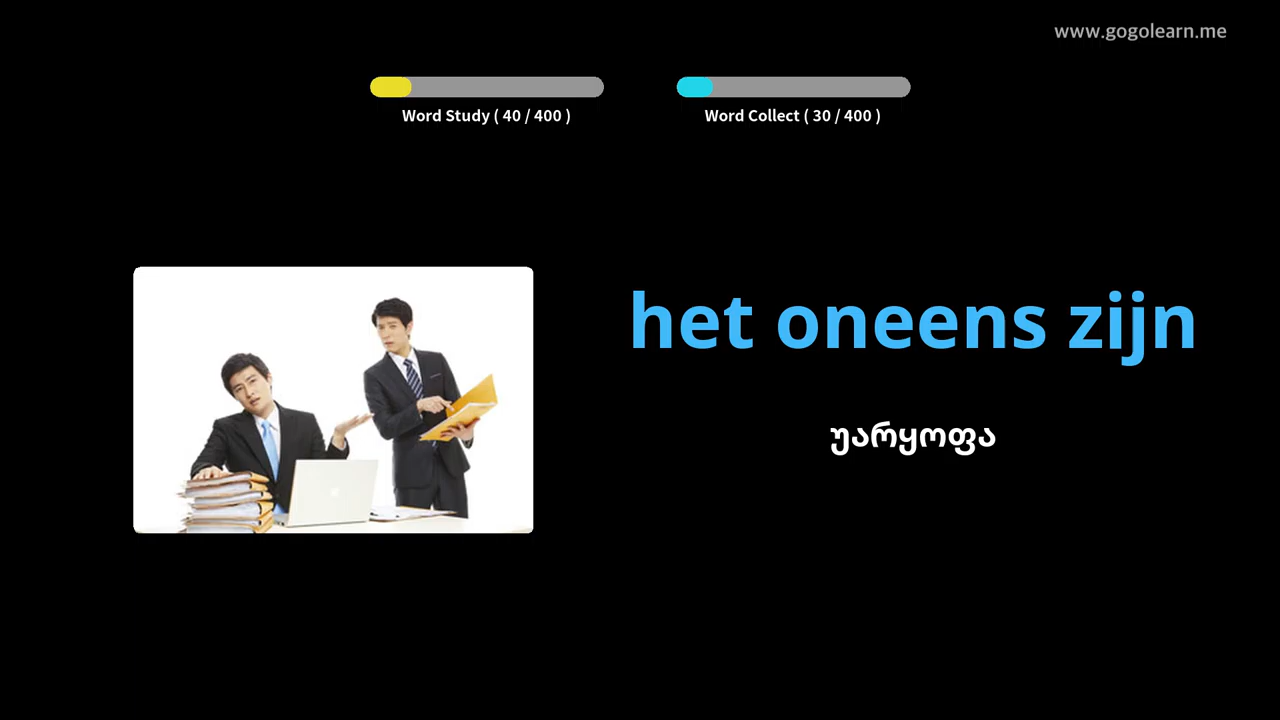 www.gogolearn.me
Word Study ( 40 / 400 )
Word Collect ( 30 / 400 )
het oneens zijn
უარყოფა